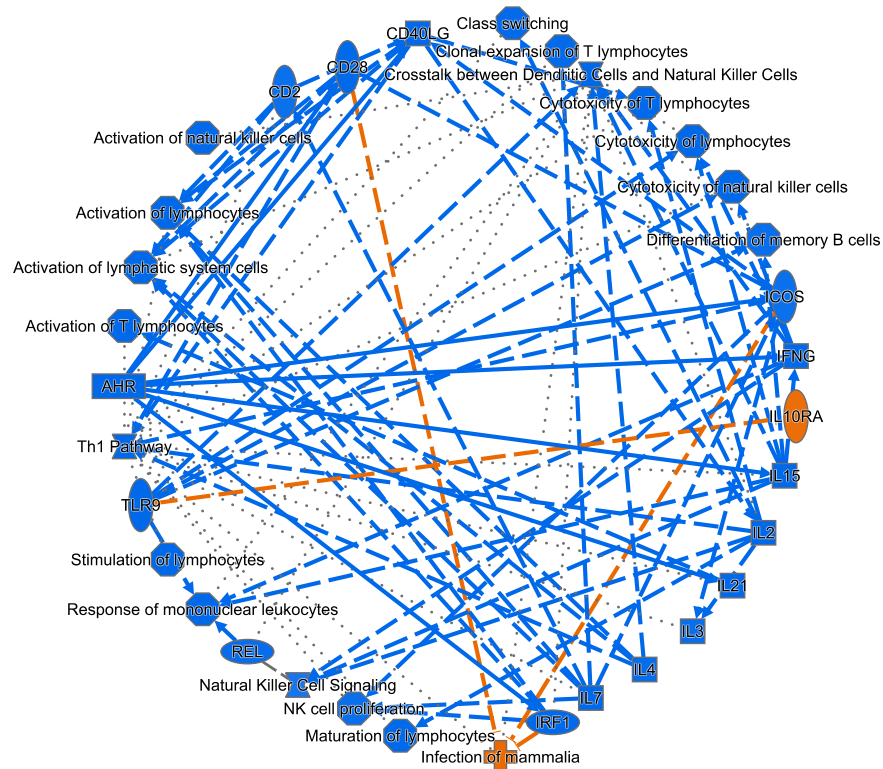 Class switching
CD40LG
Clonal expansion of T lymphocytes
CD28
Crosstalk between Dendritic Cells and Natural Killer Cells
CD2
Cytotoxicity of T lymphocytes
Activation of natural killer cells
Cytotoxicity of lymphocytes
Cytotoxicity of natural killer cells
Activation of lymphocytes
Differentiation of memory B cells
Activation of lymphatic system cells
ICOS
Activation of T lymphocytes
IFNG
AHR
IL10RA
Th1 Pathway
IL15
TLR9
IL2
Stimulation of lymphocytes
IL21
Response of mononuclear leukocytes
IL3
REL
IL4
Natural Killer Cell Signaling
IL7
NK cell proliferation
IRF1
Maturation of lymphocytes
Infection of mammalia